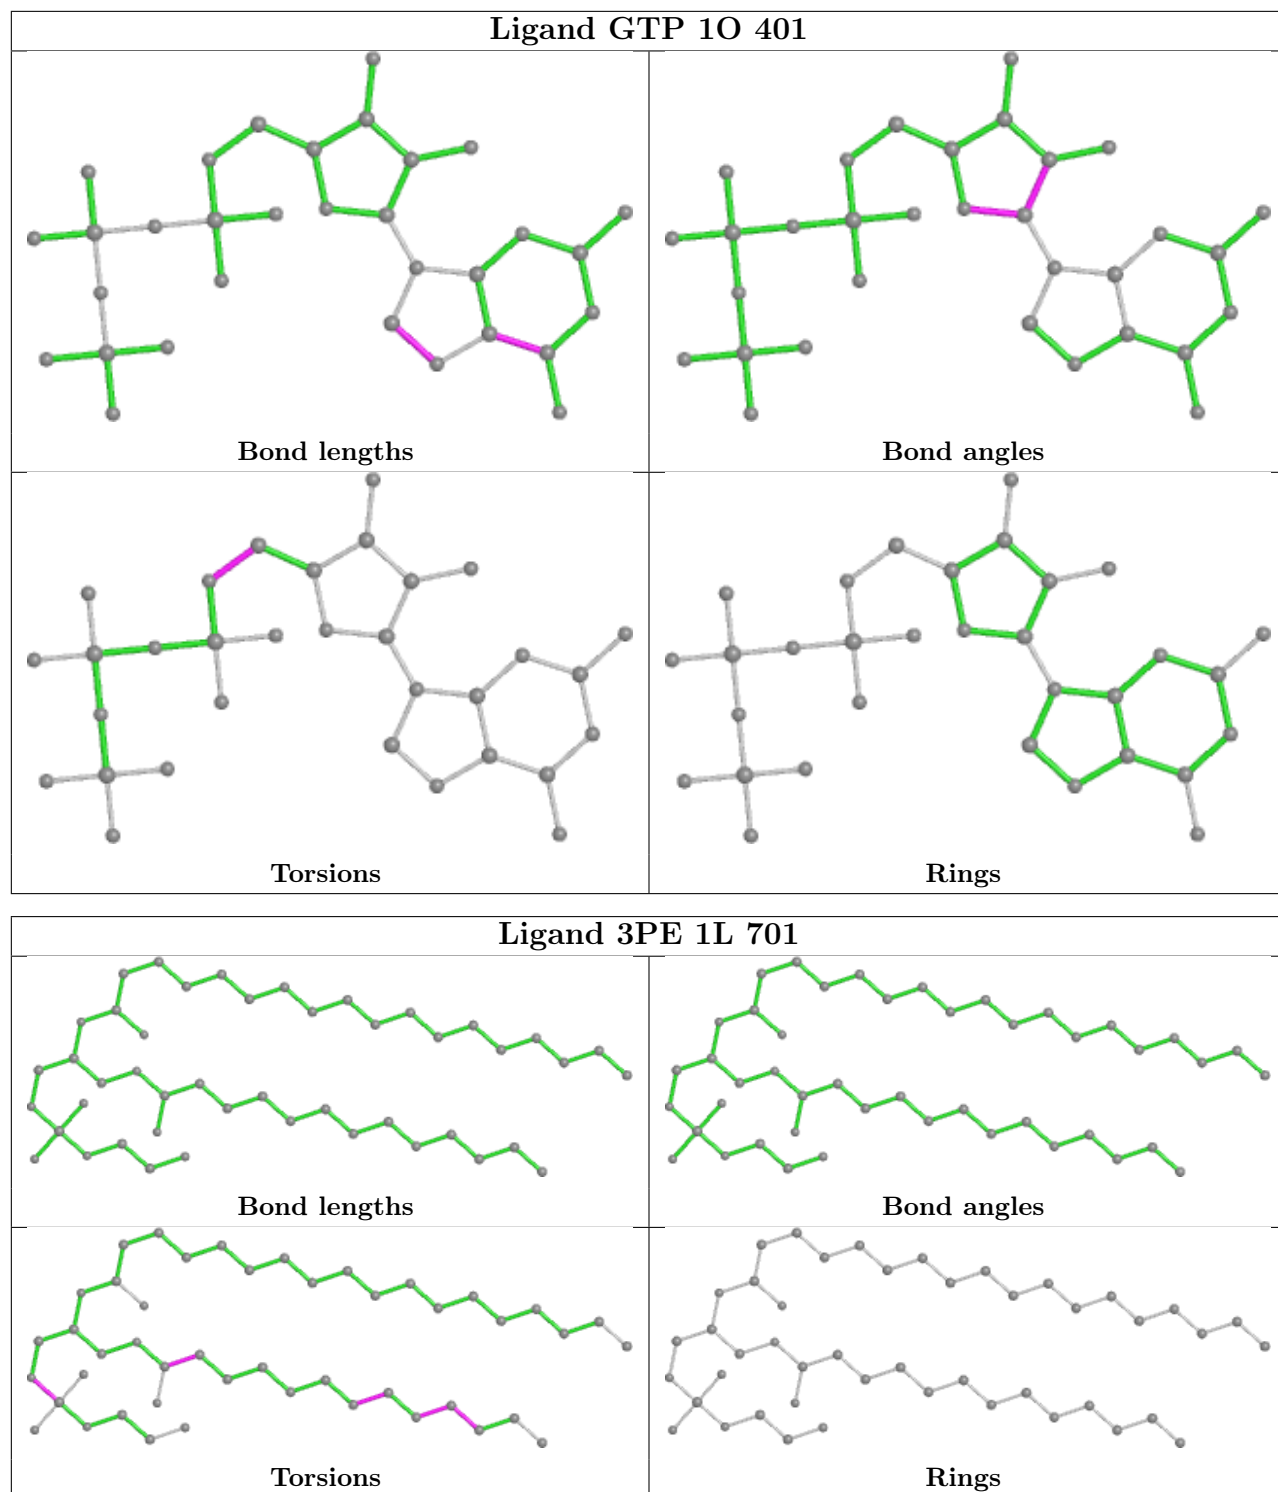 Ligand GTP 1O 401
Bond lengths
Bond angles
Torsions
Rings
Ligand 3PE 1L 701
Bond lengths
Bond angles
Torsions
Rings